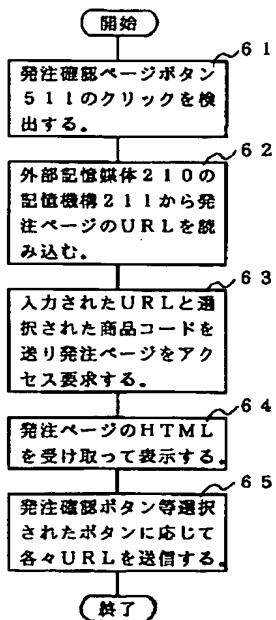 開始
61
発注確認ページボタン
511のクリックを検
出する。
62
外部記憶媒体210の
記憶機構211から発
注ページのURLを読
み込む。
63
入力されたURLと選
択された商品コードを
送り発注ページをアク
セス要求する。
64
発注ページのHTML
を受け取って表示する。
65
発注確認ボタン等選択
されたボタンに応じて
各々URLを送信する。
終了